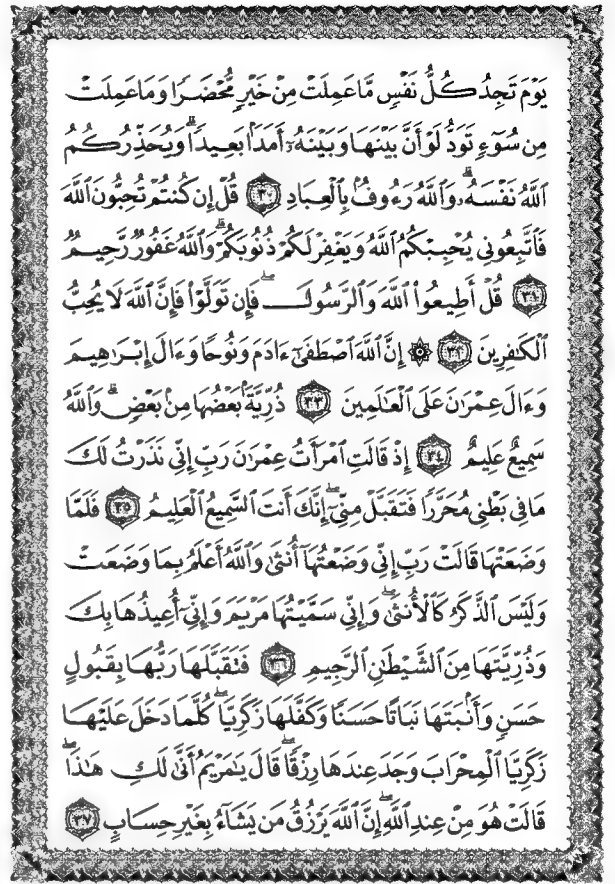 يَوْمَ تَجِدُ كُلُّ نَفْسٍ مَّا عَمِلَتْ مِنْ خَيْرٍ مُّحْضَرًا وَمَا عَمِلَتْ
مِن سُوٓءٍ تَوَدُّ لَوْ أَنَّ بَيْنَهَا وَبَيْنَهُۥٓ أَمَدًۢا بَعِيدًا ۗ وَيُحَذِّرُكُمُ
ٱللَّهُ نَفْسَهُۥ ۗ وَٱللَّهُ رَءُوفٌۢ بِٱلْعِبَادِ ٣٠ قُلْ إِن كُنتُمْ تُحِبُّونَ ٱللَّهَ
فَٱتَّبِعُونِى يُحْبِبْكُمُ ٱللَّهُ وَيَغْفِرْ لَكُمْ ذُنُوبَكُمْ ۗ وَٱللَّهُ غَفُورٌ رَّحِيمٌ
٣١ قُلْ أَطِيعُوا۟ ٱللَّهَ وَٱلرَّسُولَ ۖ فَإِن تَوَلَّوْا۟ فَإِنَّ ٱللَّهَ لَا يُحِبُّ
ٱلْكَٰفِرِينَ ٣٢ ۞ إِنَّ ٱللَّهَ ٱصْطَفَىٰٓ ءَادَمَ وَنُوحًا وَءَالَ إِبْرَٰهِيمَ
وَءَالَ عِمْرَٰنَ عَلَى ٱلْعَٰلَمِينَ ٣٣ ذُرِّيَّةًۢ بَعْضُهَا مِنۢ بَعْضٍ ۗ وَٱللَّهُ
سَمِيعٌ عَلِيمٌ ٣٤ إِذْ قَالَتِ ٱمْرَأَتُ عِمْرَٰنَ رَبِّ إِنِّى نَذَرْتُ لَكَ
مَا فِى بَطْنِى مُحَرَّرًا فَتَقَبَّلْ مِنِّىٓ ۖ إِنَّكَ أَنتَ ٱلسَّمِيعُ ٱلْعَلِيمُ ٣٥ فَلَمَّا
وَضَعَتْهَا قَالَتْ رَبِّ إِنِّى وَضَعْتُهَآ أُنثَىٰ وَٱللَّهُ أَعْلَمُ بِمَا وَضَعَتْ
وَلَيْسَ ٱلذَّكَرُ كَٱلْأُنثَىٰ ۖ وَإِنِّى سَمَّيْتُهَا مَرْيَمَ وَإِنِّىٓ أُعِيذُهَا بِكَ
وَذُرِّيَّتَهَا مِنَ ٱلشَّيْطَٰنِ ٱلرَّجِيمِ ٣٦ فَتَقَبَّلَهَا رَبُّهَا بِقَبُولٍ
حَسَنٍ وَأَنۢبَتَهَا نَبَاتًا حَسَنًا وَكَفَّلَهَا زَكَرِيَّا ۖ كُلَّمَا دَخَلَ عَلَيْهَا
زَكَرِيَّا ٱلْمِحْرَابَ وَجَدَ عِندَهَا رِزْقًا ۖ قَالَ يَٰمَرْيَمُ أَنَّىٰ لَكِ هَٰذَا ۖ
قَالَتْ هُوَ مِنْ عِندِ ٱللَّهِ ۖ إِنَّ ٱللَّهَ يَرْزُقُ مَن يَشَآءُ بِغَيْرِ حِسَابٍ ٣٧